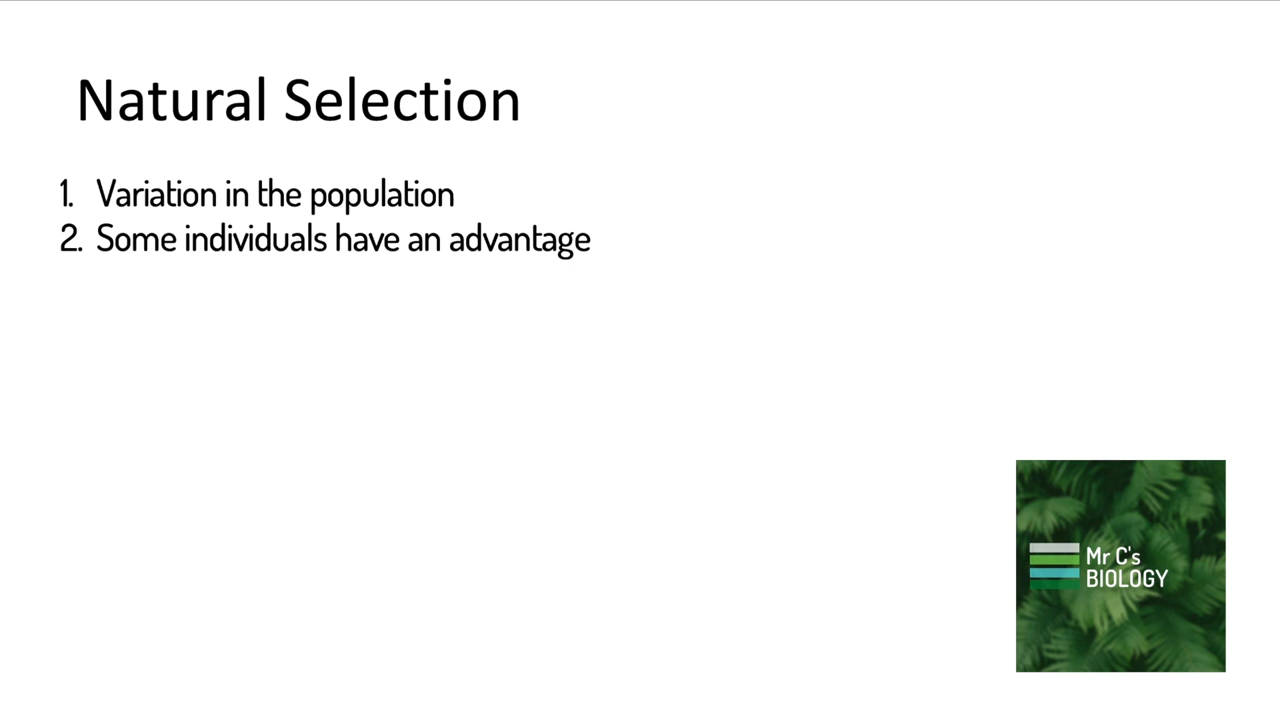 Natural Selection
1. Variation in the population
2. Some individuals have an advantage
Mr C's
BIOLOGY